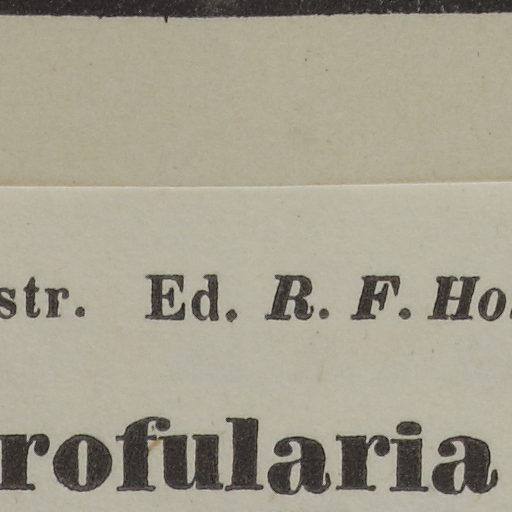 str. Ed. R. F. Ho
rofularia